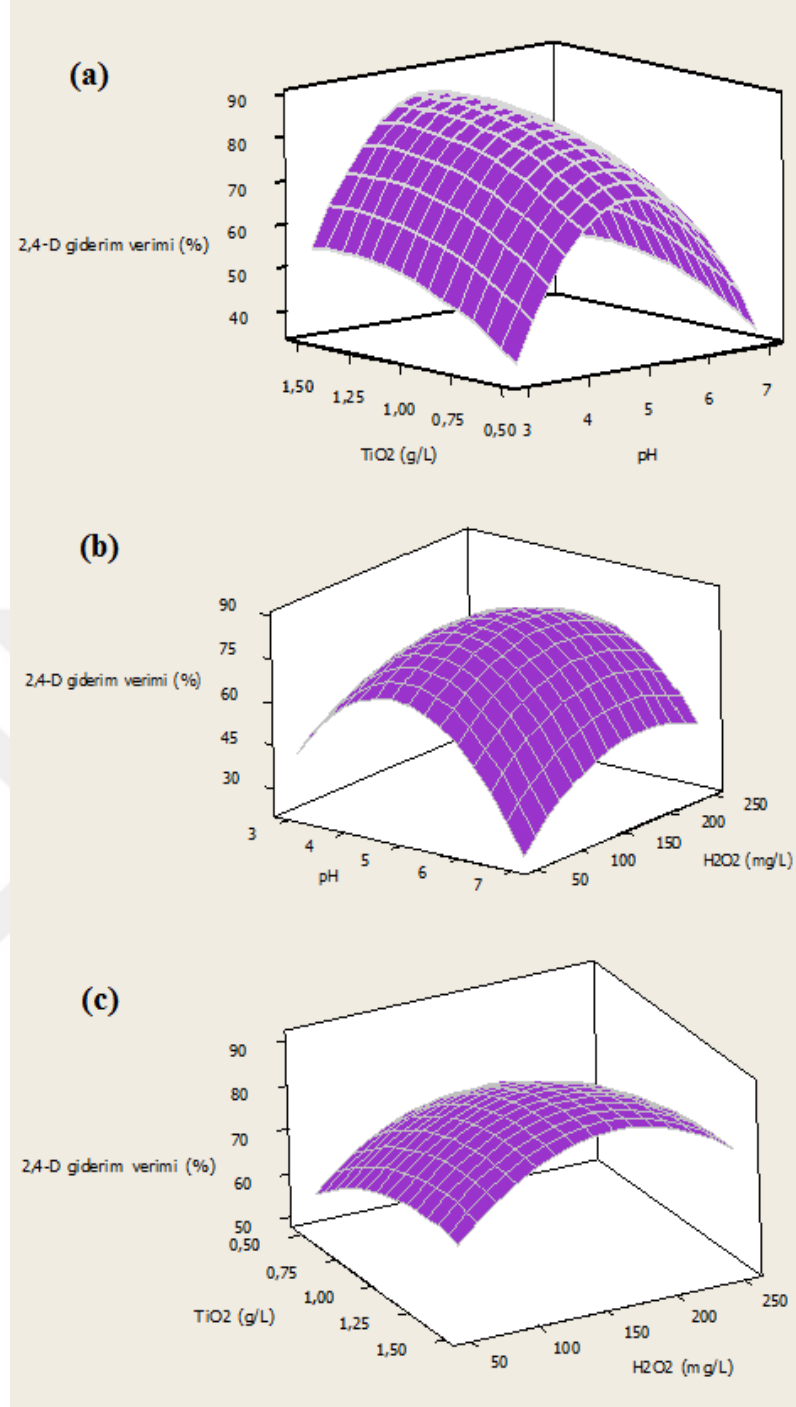 (a)
90
80
70
60
50
40
2,4-D giderim verimi (%)
1,50 1,25 1,00 0,75 0,50
TiO2 (g/L)
3 4 5 6 7
pH
(b)
90
75
60
45
30
2,4-D giderim verimi (%)
3 4 5 6 7
pH
50 100 150 200 250
H2O2 (mg/L)
(c)
90
80
70
60
50
2,4-D giderim verimi (%)
0,50 0,75 1,00 1,25 1,50
TiO2 (g/L)
50 100 150 200 250
H2O2 (mg/L)